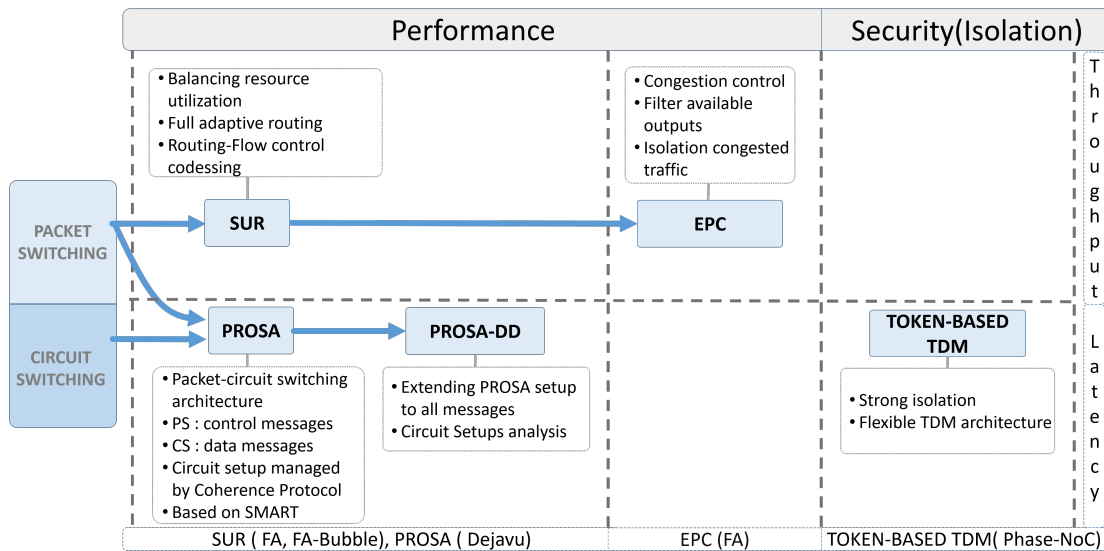 Performance
Security(Isolation)
• Balancing resource
utilization
• Full adaptive routing
• Routing-Flow control
codessing
• Congestion control
• Filter available
outputs
• Isolation congested
traffic
Throughput
PACKET
SWITCHING
SUR
EPC
CIRCUIT
SWITCHING
PROSA
PROSA-DD
TOKEN-BASED
TDM
Latency
• Packet-circuit switching
architecture
• PS : control messages
• CS : data messages
• Circuit setup managed
by Coherence Protocol
• Based on SMART
• Extending PROSA setup
to all messages
• Circuit Setups analysis
• Strong isolation
• Flexible TDM architecture
SUR ( FA, FA-Bubble), PROSA ( Dejavu)
EPC (FA)
TOKEN-BASED TDM( Phase-NoC)